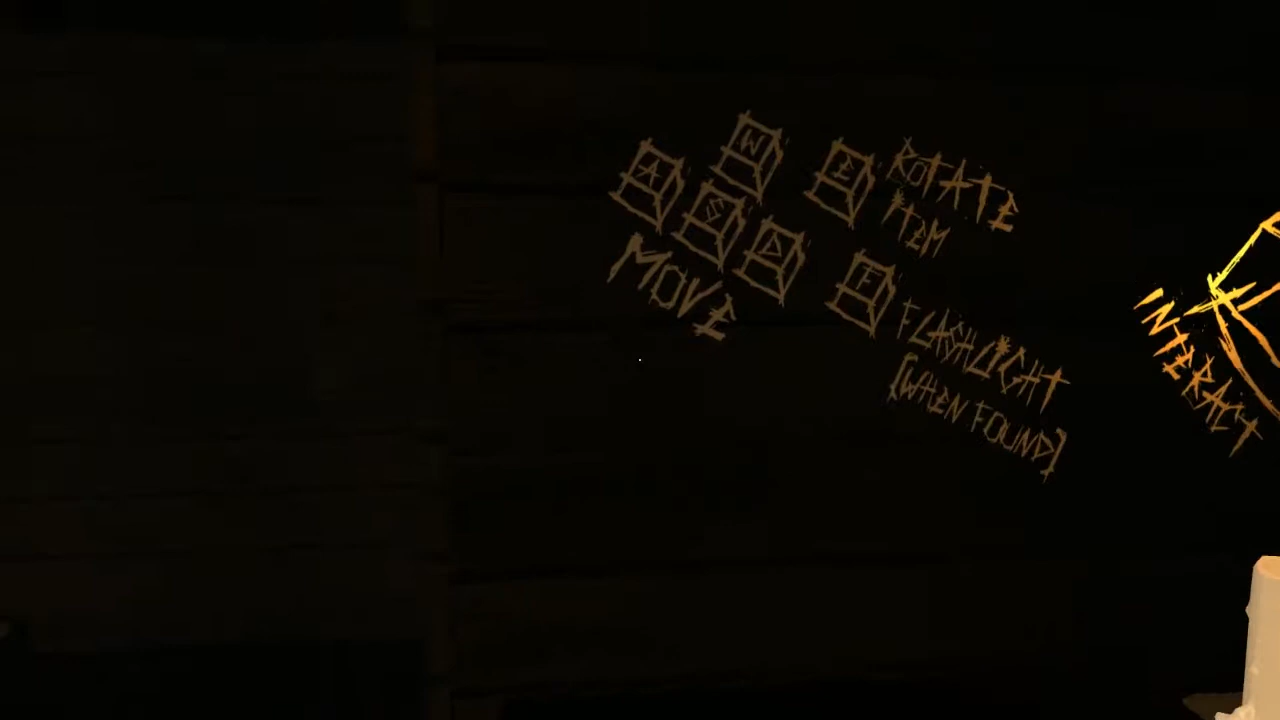 W
A S D
MOVE
E ROTATE
ITEM
F FLASHLIGHT
[WHEN FOUND]
INTERACT